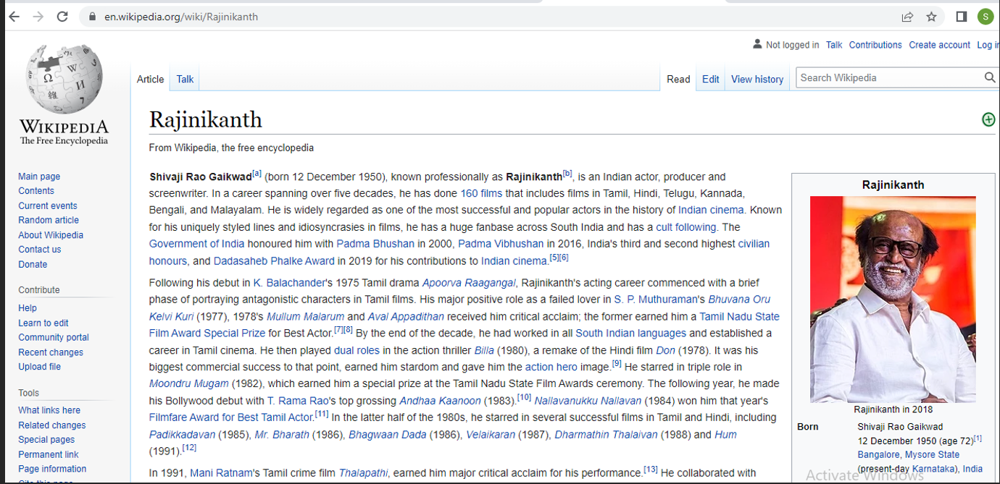 en.wikipedia.org/wiki/Rajinikanth
S
Not logged in Talk Contributions Create account Log in
Article Talk
Read Edit View history Search Wikipedia
WIKIPEDIA
The Free Encyclopedia
Main page
Contents
Current events
Random article
About Wikipedia
Contact us
Donate
Contribute
Help
Learn to edit
Community portal
Recent changes
Upload file
Tools
What links here
Related changes
Special pages
Permanent link
Page information
Cite this page
Rajinikanth
From Wikipedia, the free encyclopedia
Shivaji Rao Gaikwad[a] (born 12 December 1950), known professionally as Rajinikanth[b], is an Indian actor, producer and
screenwriter. In a career spanning over five decades, he has done 160 films that includes films in Tamil, Hindi, Telugu, Kannada,
Bengali, and Malayalam. He is widely regarded as one of the most successful and popular actors in the history of Indian cinema. Known
for his uniquely styled lines and idiosyncrasies in films, he has a huge fanbase across South India and has a cult following. The
Government of India honoured him with Padma Bhushan in 2000, Padma Vibhushan in 2016, India's third and second highest civilian
honours, and Dadasaheb Phalke Award in 2019 for his contributions to Indian cinema.[5][6]
Following his debut in K. Balachander's 1975 Tamil drama Apoorva Raagangal, Rajinikanth's acting career commenced with a brief
phase of portraying antagonistic characters in Tamil films. His major positive role as a failed lover in S. P. Muthuraman's Bhuvana Oru
Kelvi Kuri (1977), 1978's Mullum Malarum and Aval Appadithan received him critical acclaim; the former earned him a Tamil Nadu State
Film Award Special Prize for Best Actor.[7][8] By the end of the decade, he had worked in all South Indian languages and established a
career in Tamil cinema. He then played dual roles in the action thriller Billa (1980), a remake of the Hindi film Don (1978). It was his
biggest commercial success to that point, earned him stardom and gave him the action hero image.[9] He starred in triple role in
Moondru Mugam (1982), which earned him a special prize at the Tamil Nadu State Film Awards ceremony. The following year, he made
his Bollywood debut with T. Rama Rao's top grossing Andhaa Kaanoon (1983).[10] Nallavanukku Nallavan (1984) won him that year's
Filmfare Award for Best Tamil Actor.[11] In the latter half of the 1980s, he starred in several successful films in Tamil and Hindi, including
Padikkadavan (1985), Mr. Bharath (1986), Bhagwaan Dada (1986), Velaikaran (1987), Dharmathin Thalaivan (1988) and Hum
(1991).[12]
In 1991, Mani Ratnam's Tamil crime film Thalapathi, earned him major critical acclaim for his performance.[13] He collaborated with
Rajinikanth
Rajinikanth in 2018
Born Shivaji Rao Gaikwad
12 December 1950 (age 72)[1]
Bangalore, Mysore State
(present-day Karnataka), India
Activate Windows